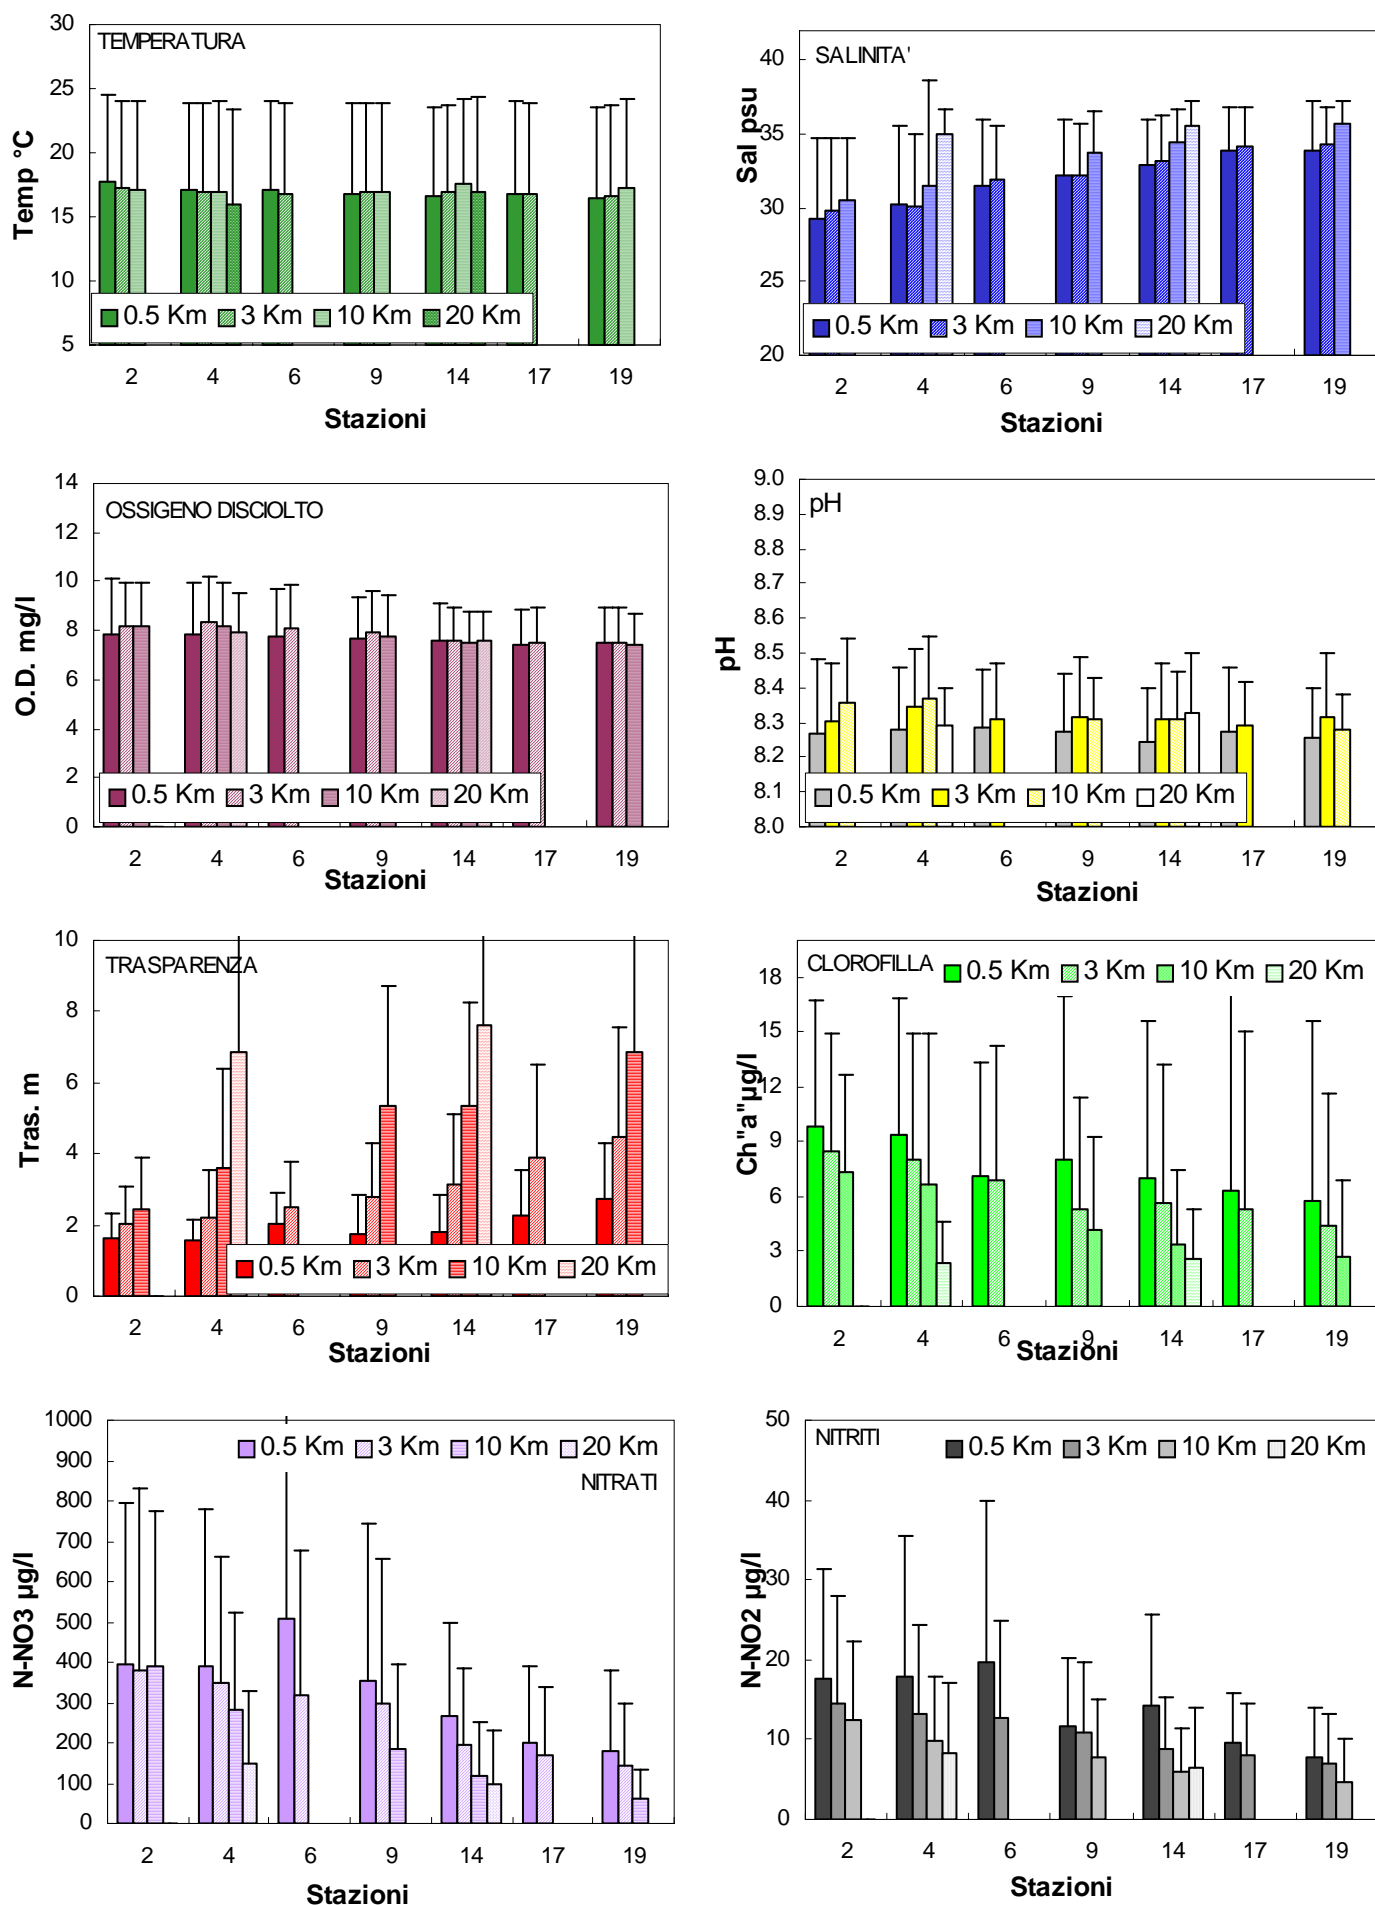 TEMPERATURA
30
25
20
15
10
5
Temp °C
0.5 Km 3 Km 10 Km 20 Km
2 4 6 9 14 17 19
Stazioni
SALINITA'
40
35
30
25
20
Sal psu
0.5 Km 3 Km 10 Km 20 Km
2 4 6 9 14 17 19
Stazioni
OSSIGENO DISCIOLTO
14
12
10
8
6
4
2
0
O.D. mg/l
0.5 Km 3 Km 10 Km 20 Km
2 4 6 9 14 17 19
Stazioni
pH
9.0
8.9
8.8
8.7
8.6
8.5
8.4
8.3
8.2
8.1
8.0
pH
0.5 Km 3 Km 10 Km 20 Km
2 4 6 9 14 17 19
Stazioni
TRASPARENZA
10
8
6
4
2
0
Tras. m
0.5 Km 3 Km 10 Km 20 Km
2 4 6 9 14 17 19
Stazioni
CLOROFILLA 0.5 Km 3 Km 10 Km 20 Km
18
15
12
9
6
3
0
Ch"a"µg/l
2 4 6 9 14 17 19
Stazioni
1000
900
800
700
600
500
400
300
200
100
0
N-NO3 µg/l
0.5 Km 3 Km 10 Km 20 Km
NITRATI
2 4 6 9 14 17 19
Stazioni
NITRITI 0.5 Km 3 Km 10 Km 20 Km
50
40
30
20
10
0
N-NO2 µg/l
2 4 6 9 14 17 19
Stazioni